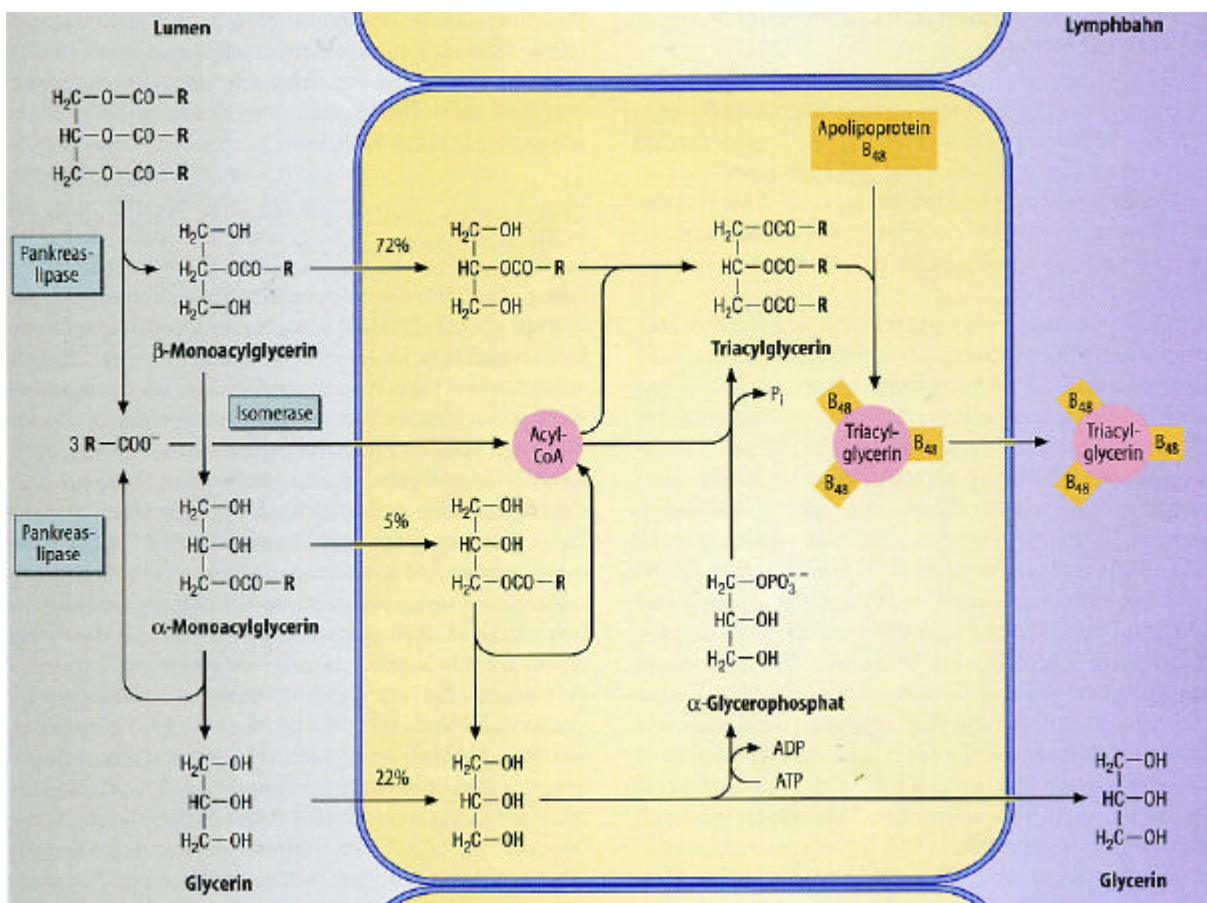 Lumen
Lymphbahn
H₂C–O–CO–R
HC–O–CO–R
H₂C–O–CO–R
Apolipoprotein
B₄₈
Pankreas-
lipase
H₂C–OH
H₂C–OCO–R
H₂C–OH
β-Monoacylglycerin
72%
H₂C–OH
HC–OCO–R
H₂C–OH
H₂C–OCO–R
HC–OCO–R
H₂C–OCO–R
Triacylglycerin
Isomerase
3 R–COO⁻
Acyl-
CoA
Pᵢ
B₄₈
Triacyl-
glycerin
B₄₈
B₄₈
B₄₈
Triacyl-
glycerin
B₄₈
B₄₈
Pankreas-
lipase
H₂C–OH
HC–OH
H₂C–OCO–R
α-Monoacylglycerin
5%
H₂C–OH
HC–OH
H₂C–OCO–R
H₂C–OPO₃⁻⁻
HC–OH
H₂C–OH
α-Glycerophosphat
ADP
ATP
H₂C–OH
HC–OH
H₂C–OH
Glycerin
22%
H₂C–OH
HC–OH
H₂C–OH
H₂C–OH
HC–OH
H₂C–OH
Glycerin